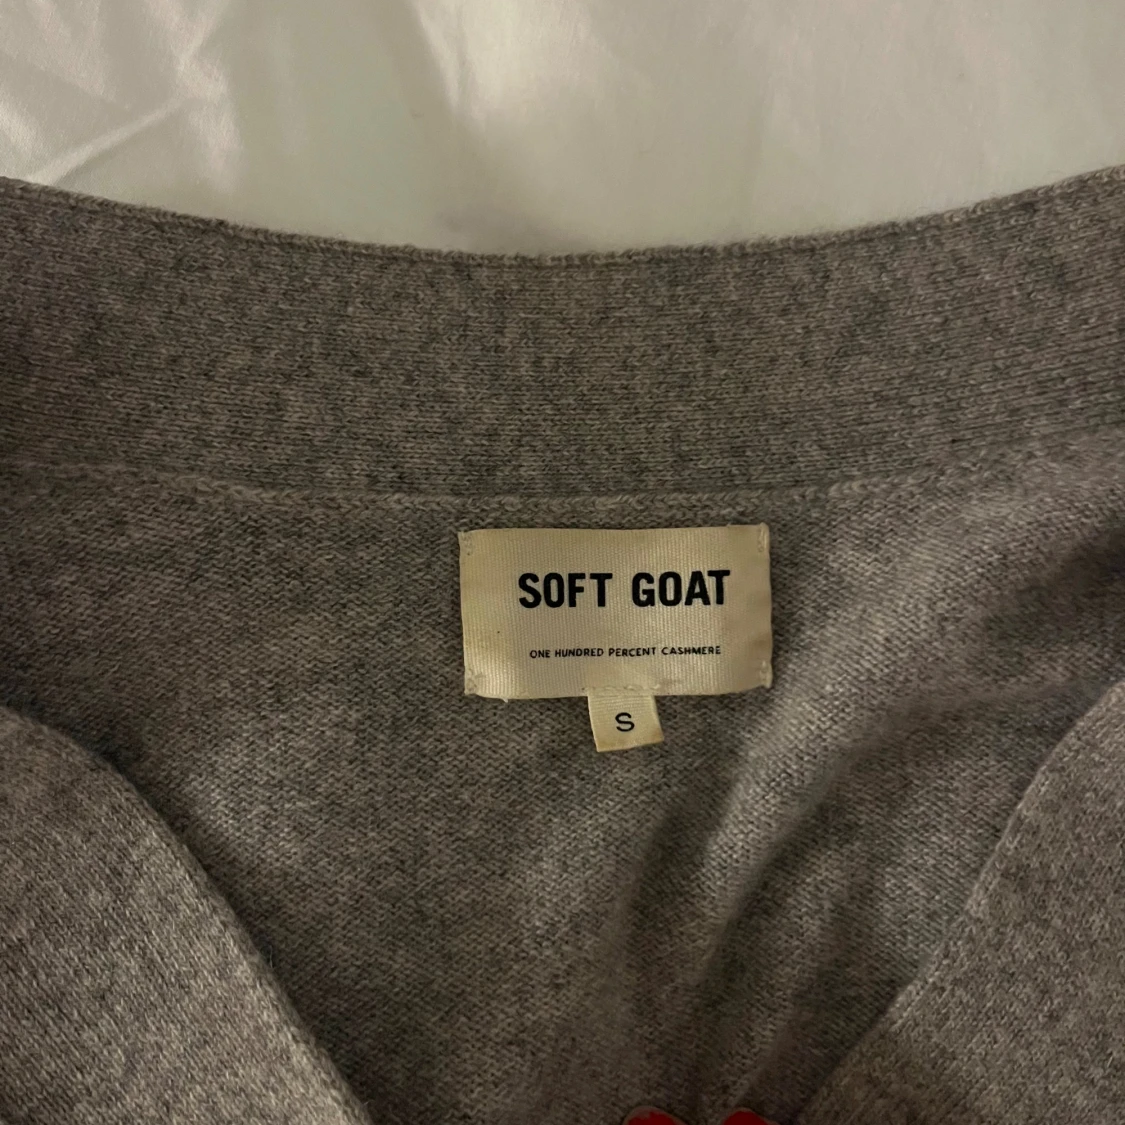 SOFT GOAT
ONE HUNDRED PERCENT CASHMERE
S